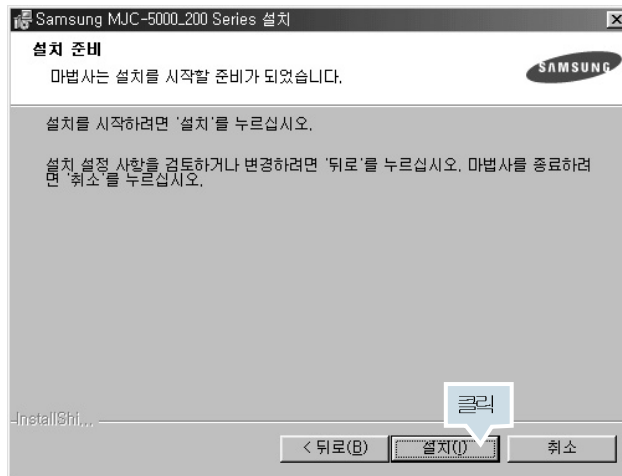 Samsung MJC-5000_200 Series 설치
설치 준비
마법사는 설치를 시작할 준비가 되었습니다.
SAMSUNG
설치를 시작하려면 '설치'를 누르십시오.
설치 설정 사항을 검토하거나 변경하려면 '뒤로'를 누르십시오. 마법사를 종료하려
면 '취소'를 누르십시오.
클릭
InstallShi...
< 뒤로(B) 설치(I) 취소